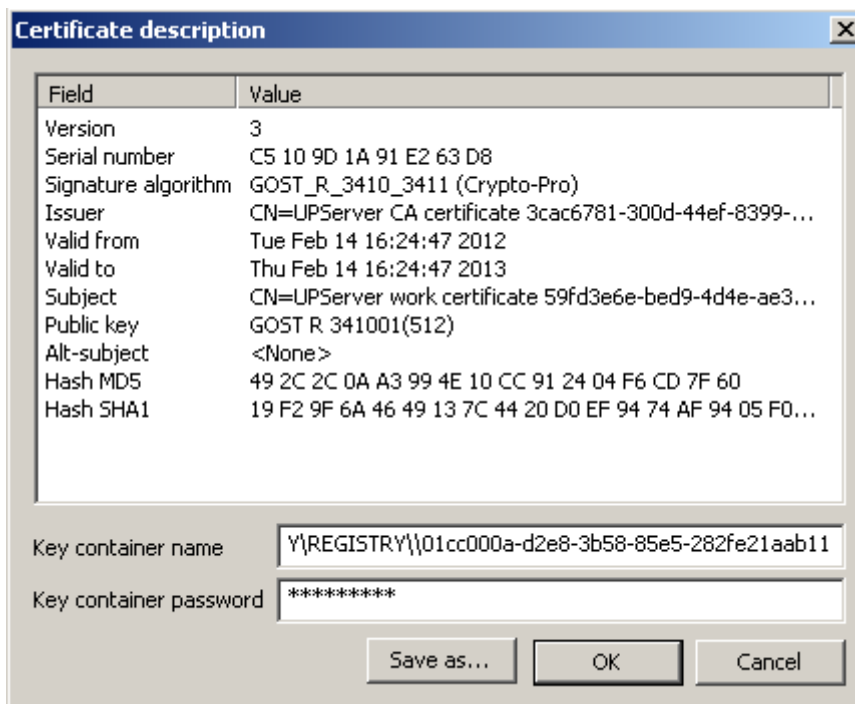 Certificate description
Field Value
Version 3
Serial number C5 10 9D 1A 91 E2 63 D8
Signature algorithm GOST_R_3410_3411 (Crypto-Pro)
Issuer CN=UPServer CA certificate 3cac6781-300d-44ef-8399-...
Valid from Tue Feb 14 16:24:47 2012
Valid to Thu Feb 14 16:24:47 2013
Subject CN=UPServer work certificate 59fd3e6e-bed9-4d4e-ae3...
Public key GOST R 341001(512)
Alt-subject <None>
Hash MD5 49 2C 2C 0A A3 99 4E 10 CC 91 24 04 F6 CD 7F 60
Hash SHA1 19 F2 9F 6A 46 49 13 7C 44 20 D0 EF 94 74 AF 94 05 F0...
Key container name Y\REGISTRY\\01cc000a-d2e8-3b58-85e5-282fe21aab11
Key container password *********
Save as... OK Cancel